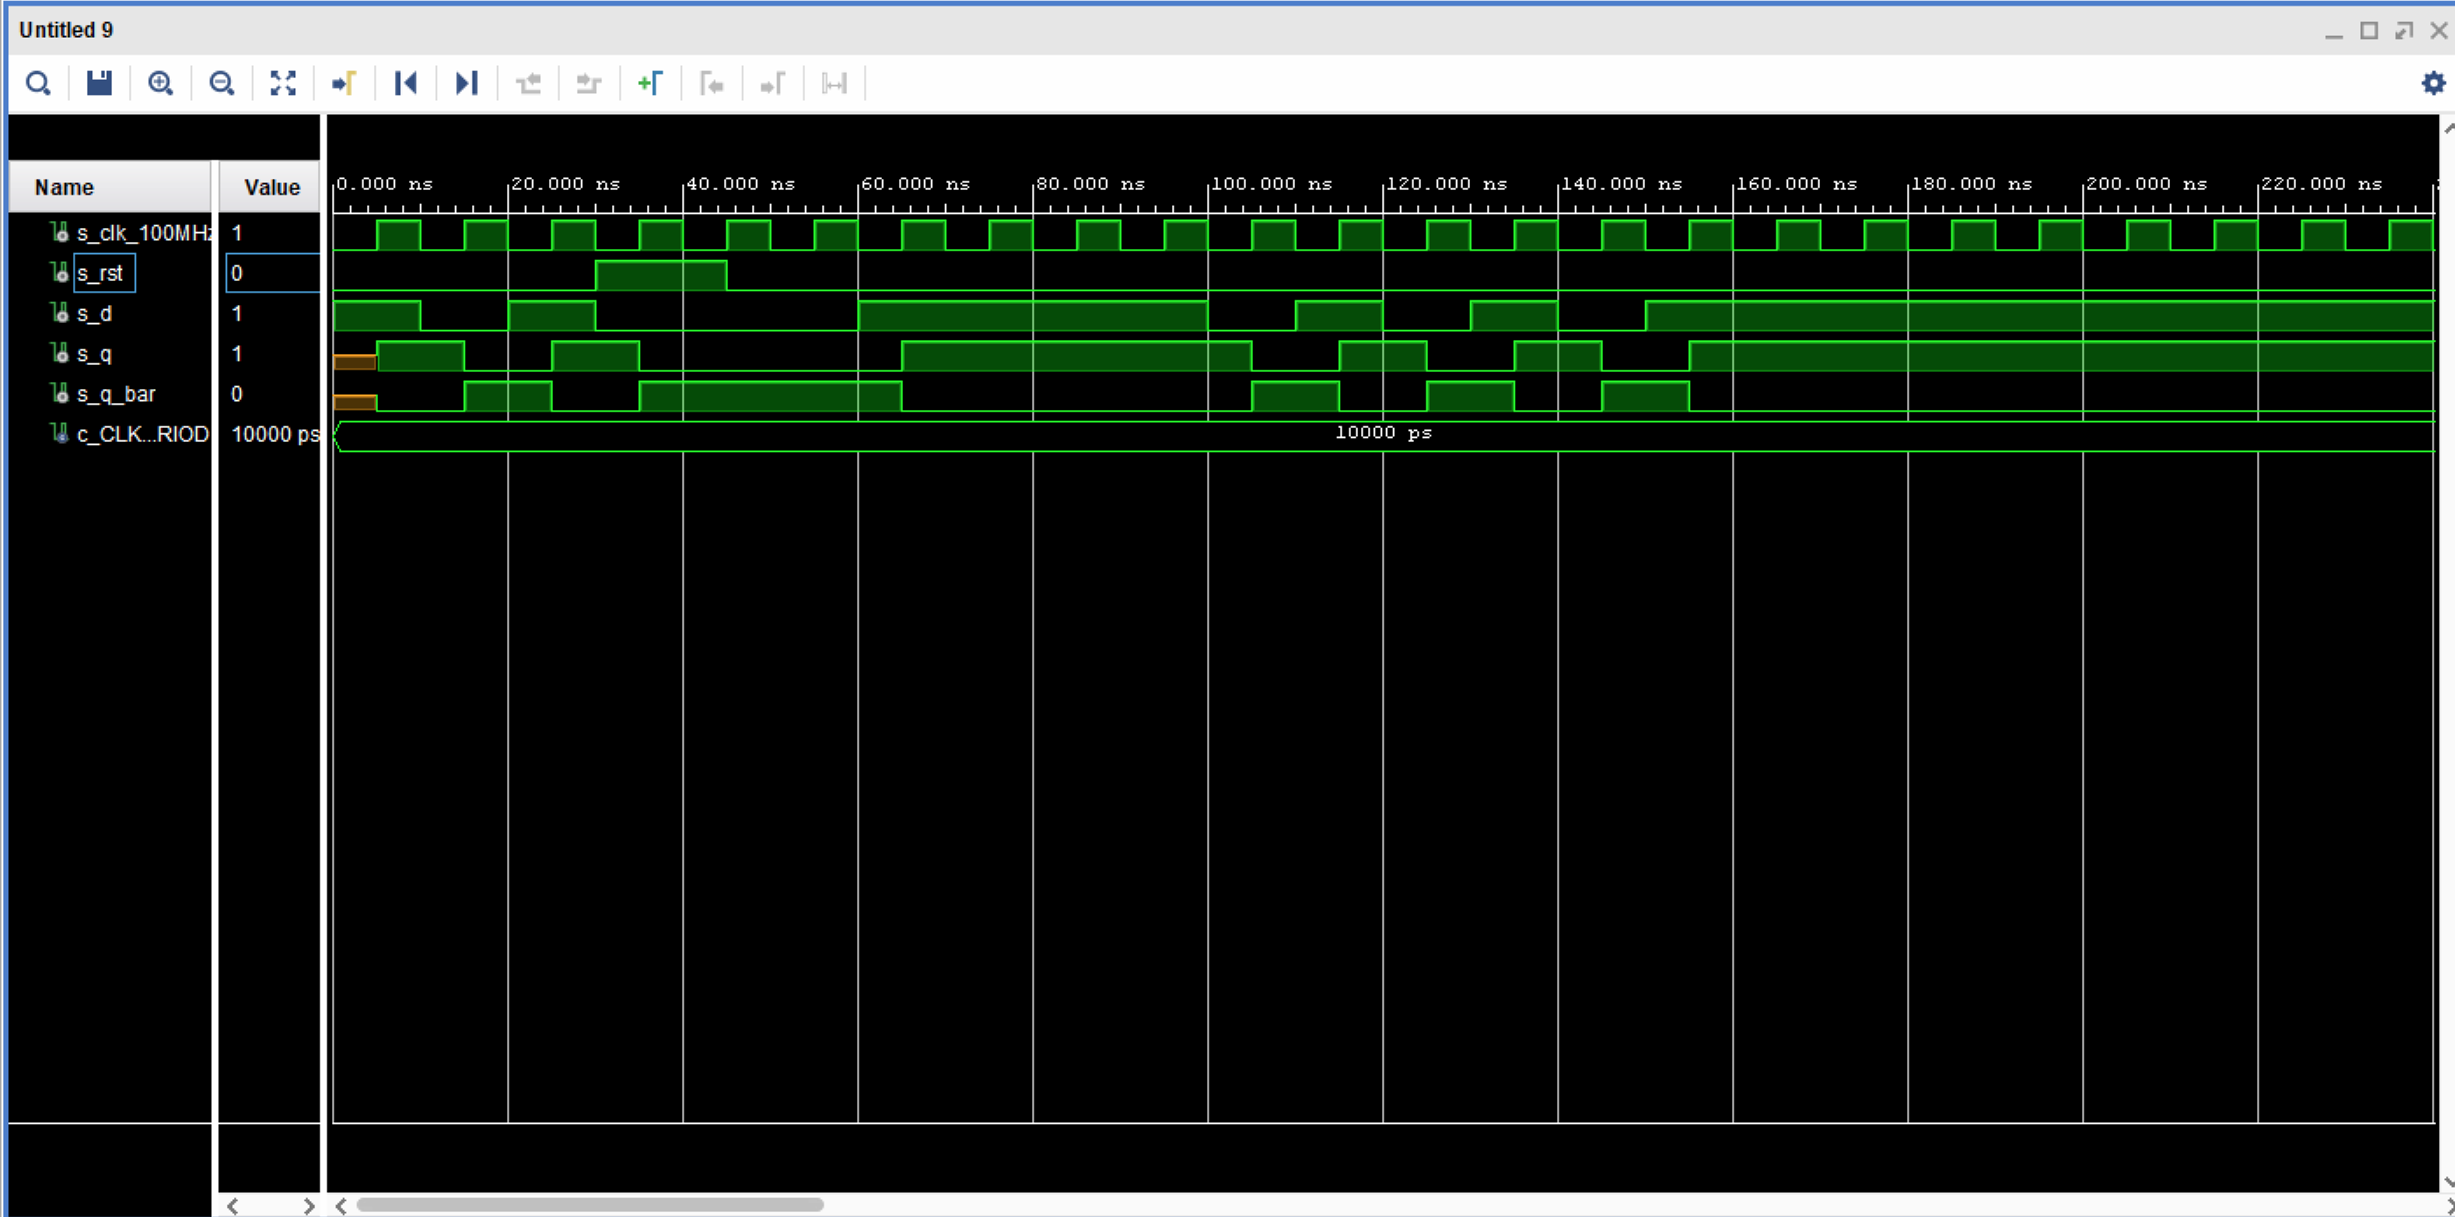 Untitled 9
Name Value
0.000 ns 20.000 ns 40.000 ns 60.000 ns 80.000 ns 100.000 ns 120.000 ns 140.000 ns 160.000 ns 180.000 ns 200.000 ns 220.000 ns
s_clk_100MHz 1
s_rst 0
s_d 1
s_q 1
s_q_bar 0
c_CLK...RIOD 10000 ps 10000 ps